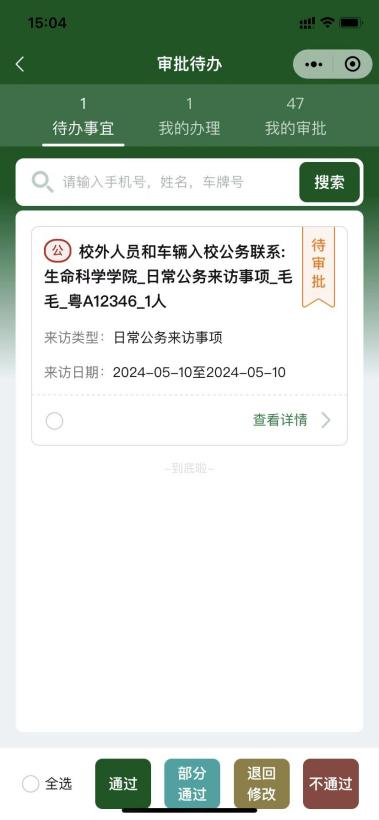 15:04
审批待办
1
待办事宜
1
我的办理
47
我的审批
请输入手机号，姓名，车牌号
搜索
公 校外人员和车辆入校公务联系:
生命科学学院_日常公务来访事项_毛
毛_粤A12346_1人
待审批
来访类型：日常公务来访事项
来访日期：2024-05-10至2024-05-10
查看详情
~到底啦~
全选
通过
部分
通过
退回
修改
不通过